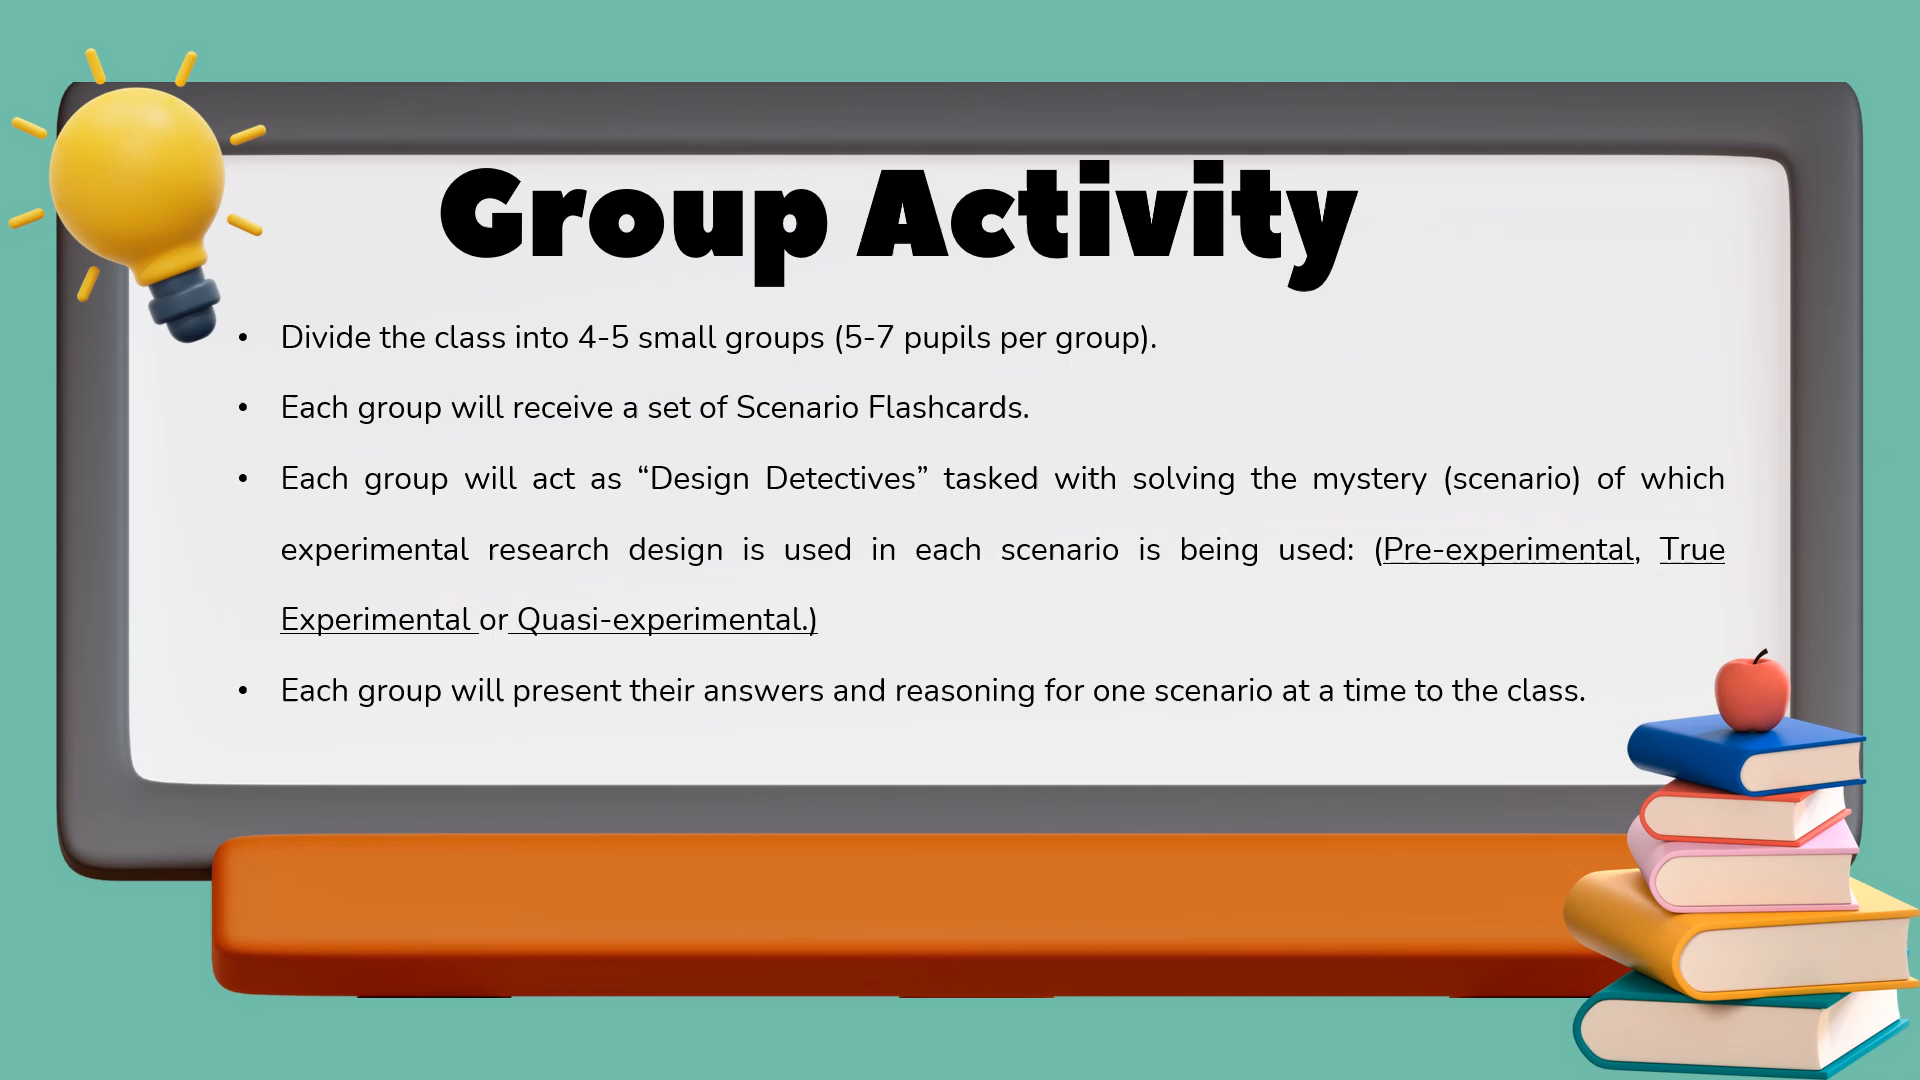 Group Activity
• Divide the class into 4-5 small groups (5-7 pupils per group).
• Each group will receive a set of Scenario Flashcards.
• Each group will act as “Design Detectives” tasked with solving the mystery (scenario) of which
experimental research design is used in each scenario is being used: (Pre-experimental, True
Experimental or Quasi-experimental.)
• Each group will present their answers and reasoning for one scenario at a time to the class.